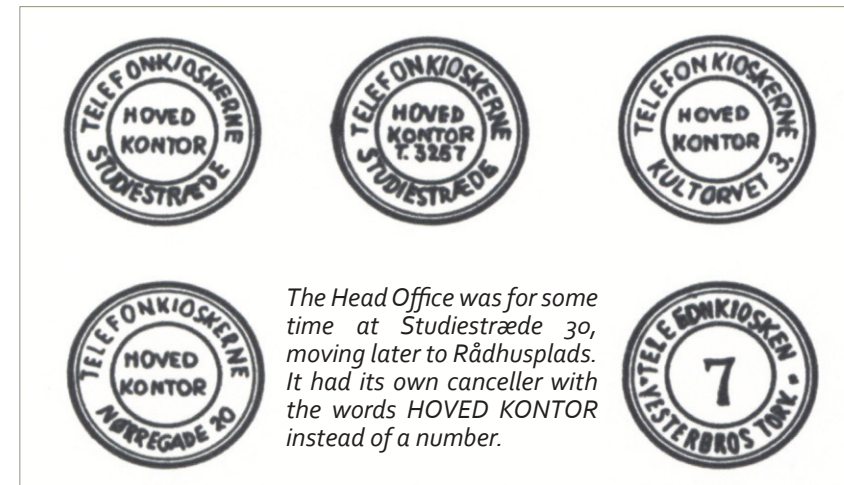 TELEFONKIOSKERNE
HOVED
KONTOR
STUDIESTRÆDE
TELEFONKIOSKERNE
HOVED
KONTOR
T. 3257
STUDIESTRÆDE
TELEFONKIOSKERNE
HOVED
KONTOR
KULTORVET 3.
TELEFONKIOSKERNE
HOVED
KONTOR
NØRREGADE 20
The Head Office was for some
time at Studiestræde 30,
moving later to Rådhusplads.
It had its own canceller with
the words HOVED KONTOR
instead of a number.
TELEFONKIOSKEN
7
VESTERBROS TORV.